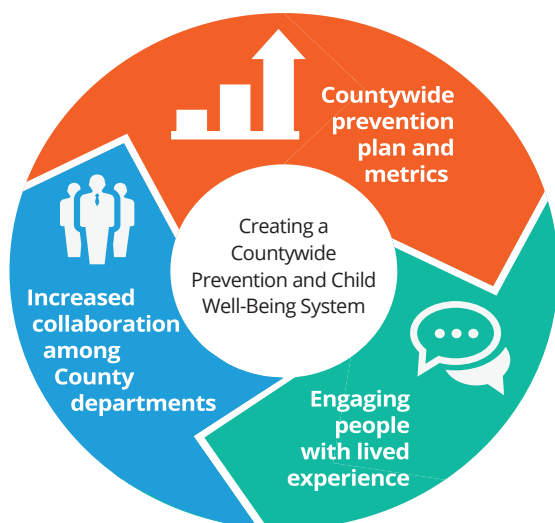 Countywide
prevention
plan and
metrics
Creating a
Countywide
Prevention and Child
Well-Being System
Increased
collaboration
among
County
departments
Engaging
people
with lived
experience